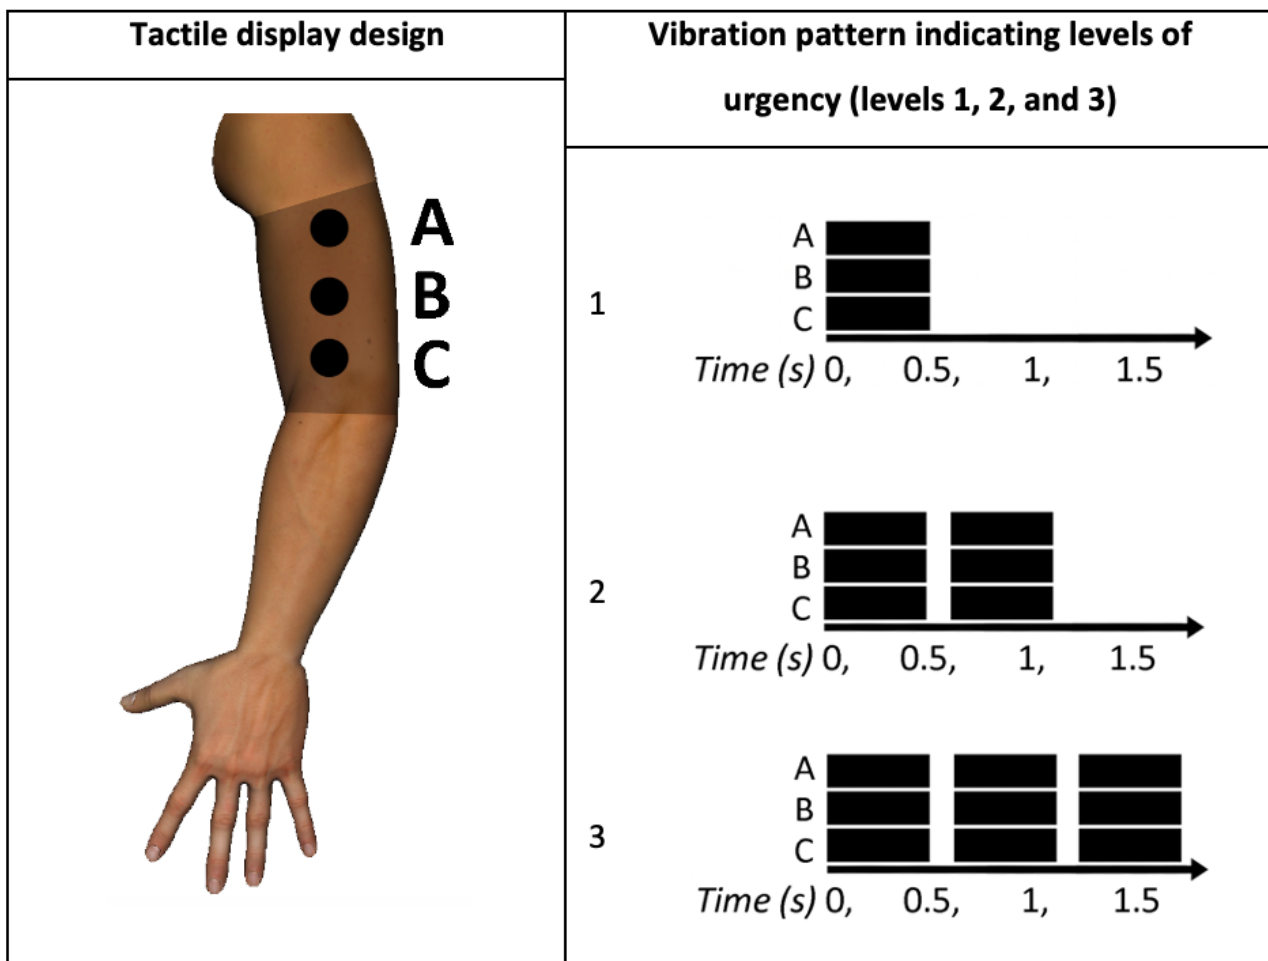 Tactile display design
Vibration pattern indicating levels of
urgency (levels 1, 2, and 3)
A
B
C
1
A
B
C
Time (s) 0, 0.5, 1, 1.5
2
A
B
C
Time (s) 0, 0.5, 1, 1.5
3
A
B
C
Time (s) 0, 0.5, 1, 1.5